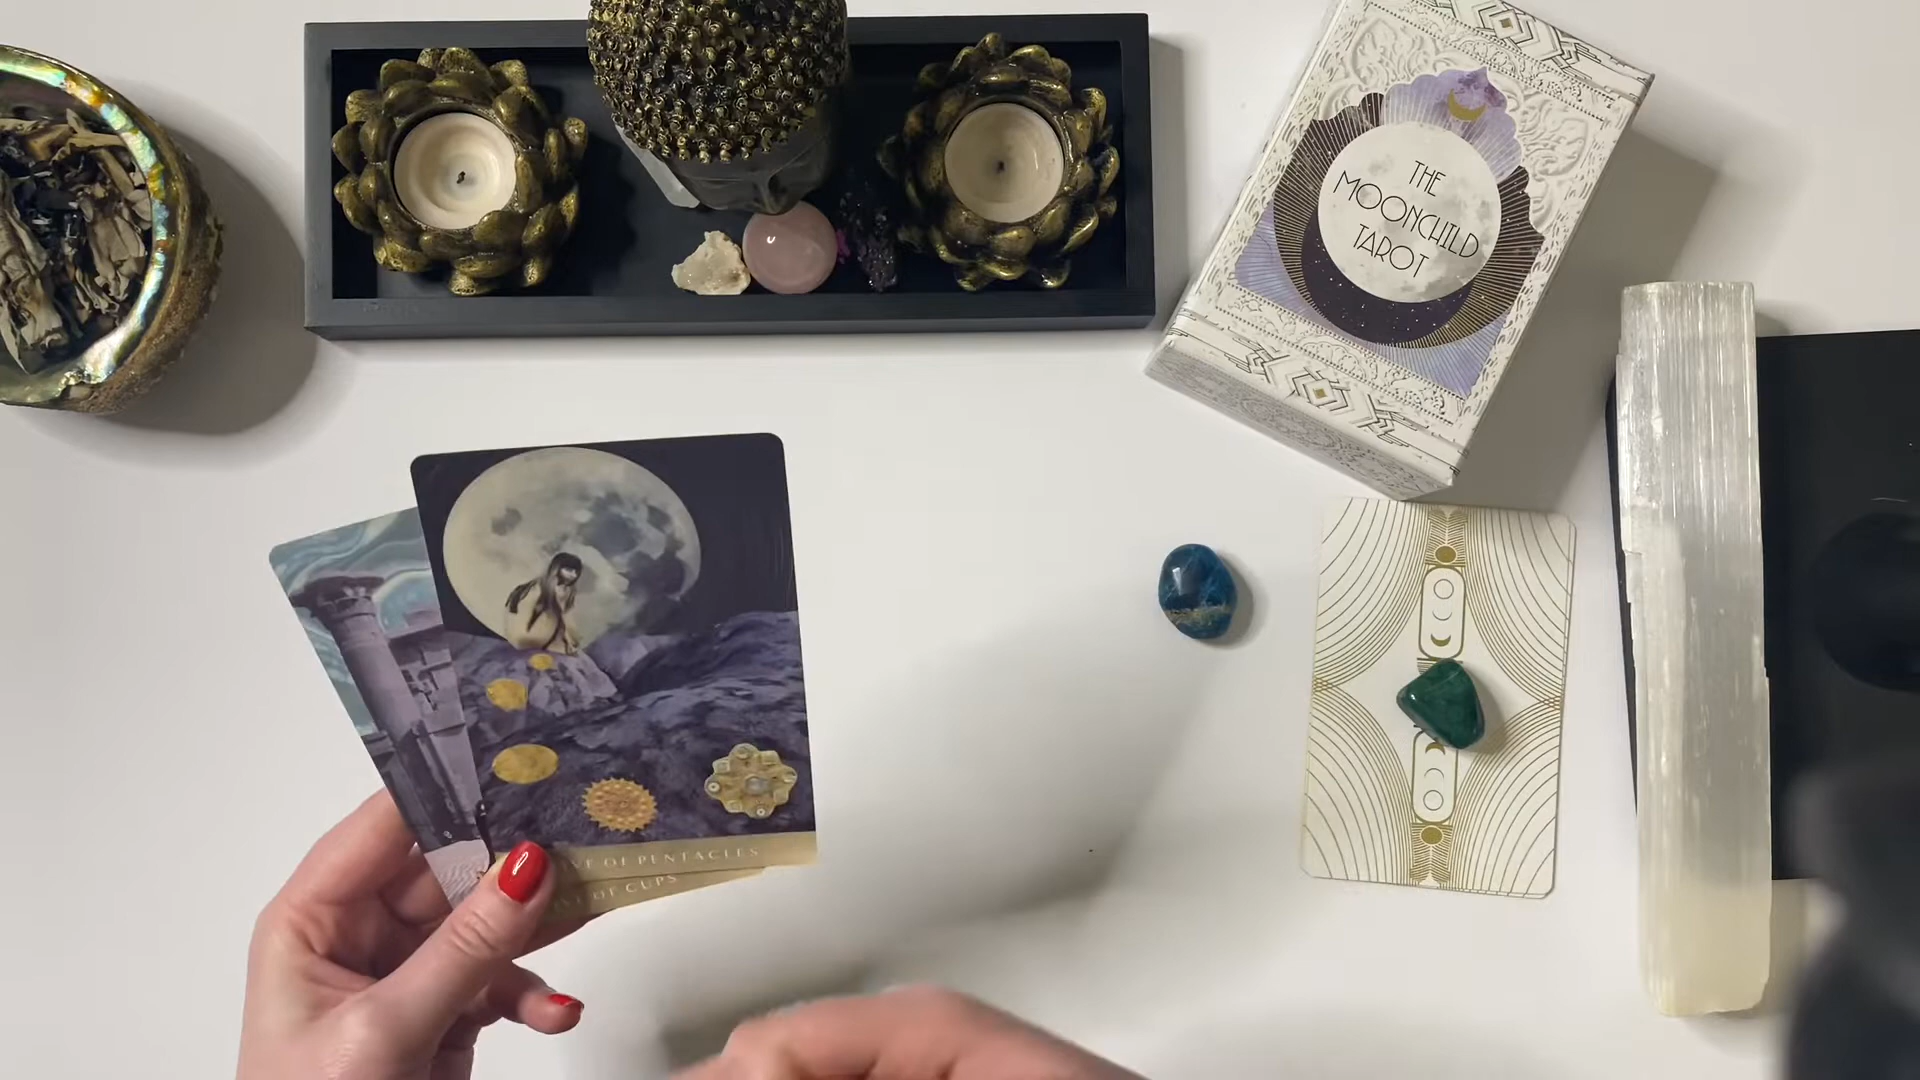 THE
MOONCHILD
TAROT
OF PENTACLES
OF CUPS